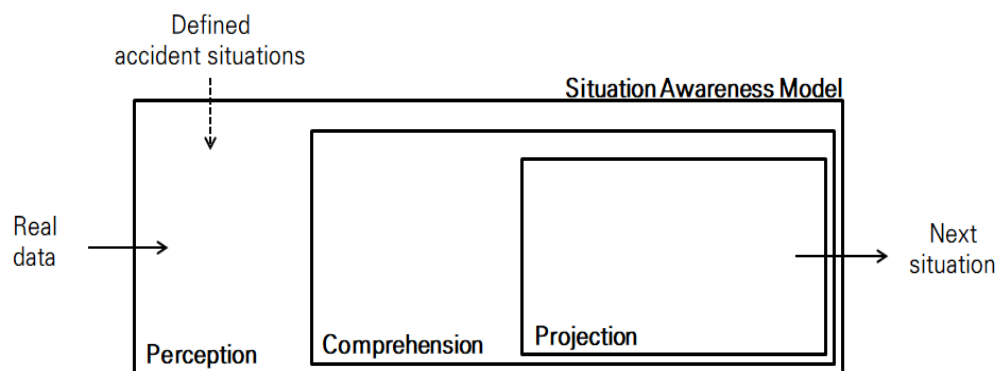 Defined
accident situations
Situation Awareness Model
Real
data
Next
situation
Perception
Comprehension
Projection